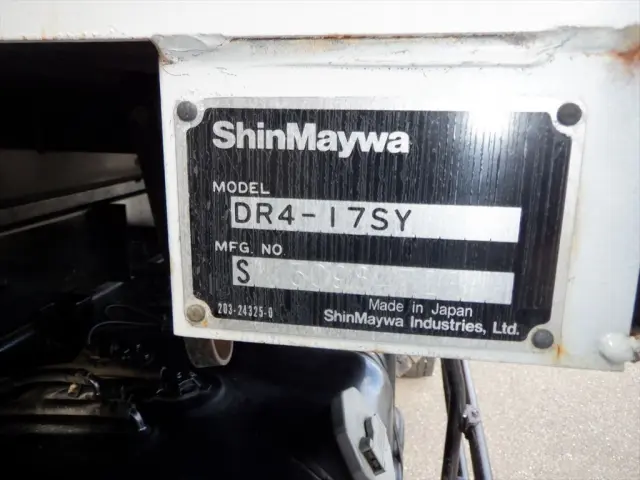 ShinMaywa
MODEL
DR4-17SY
MFG. NO.
S
203-24325-0
Made in Japan
ShinMaywa Industries, Ltd.